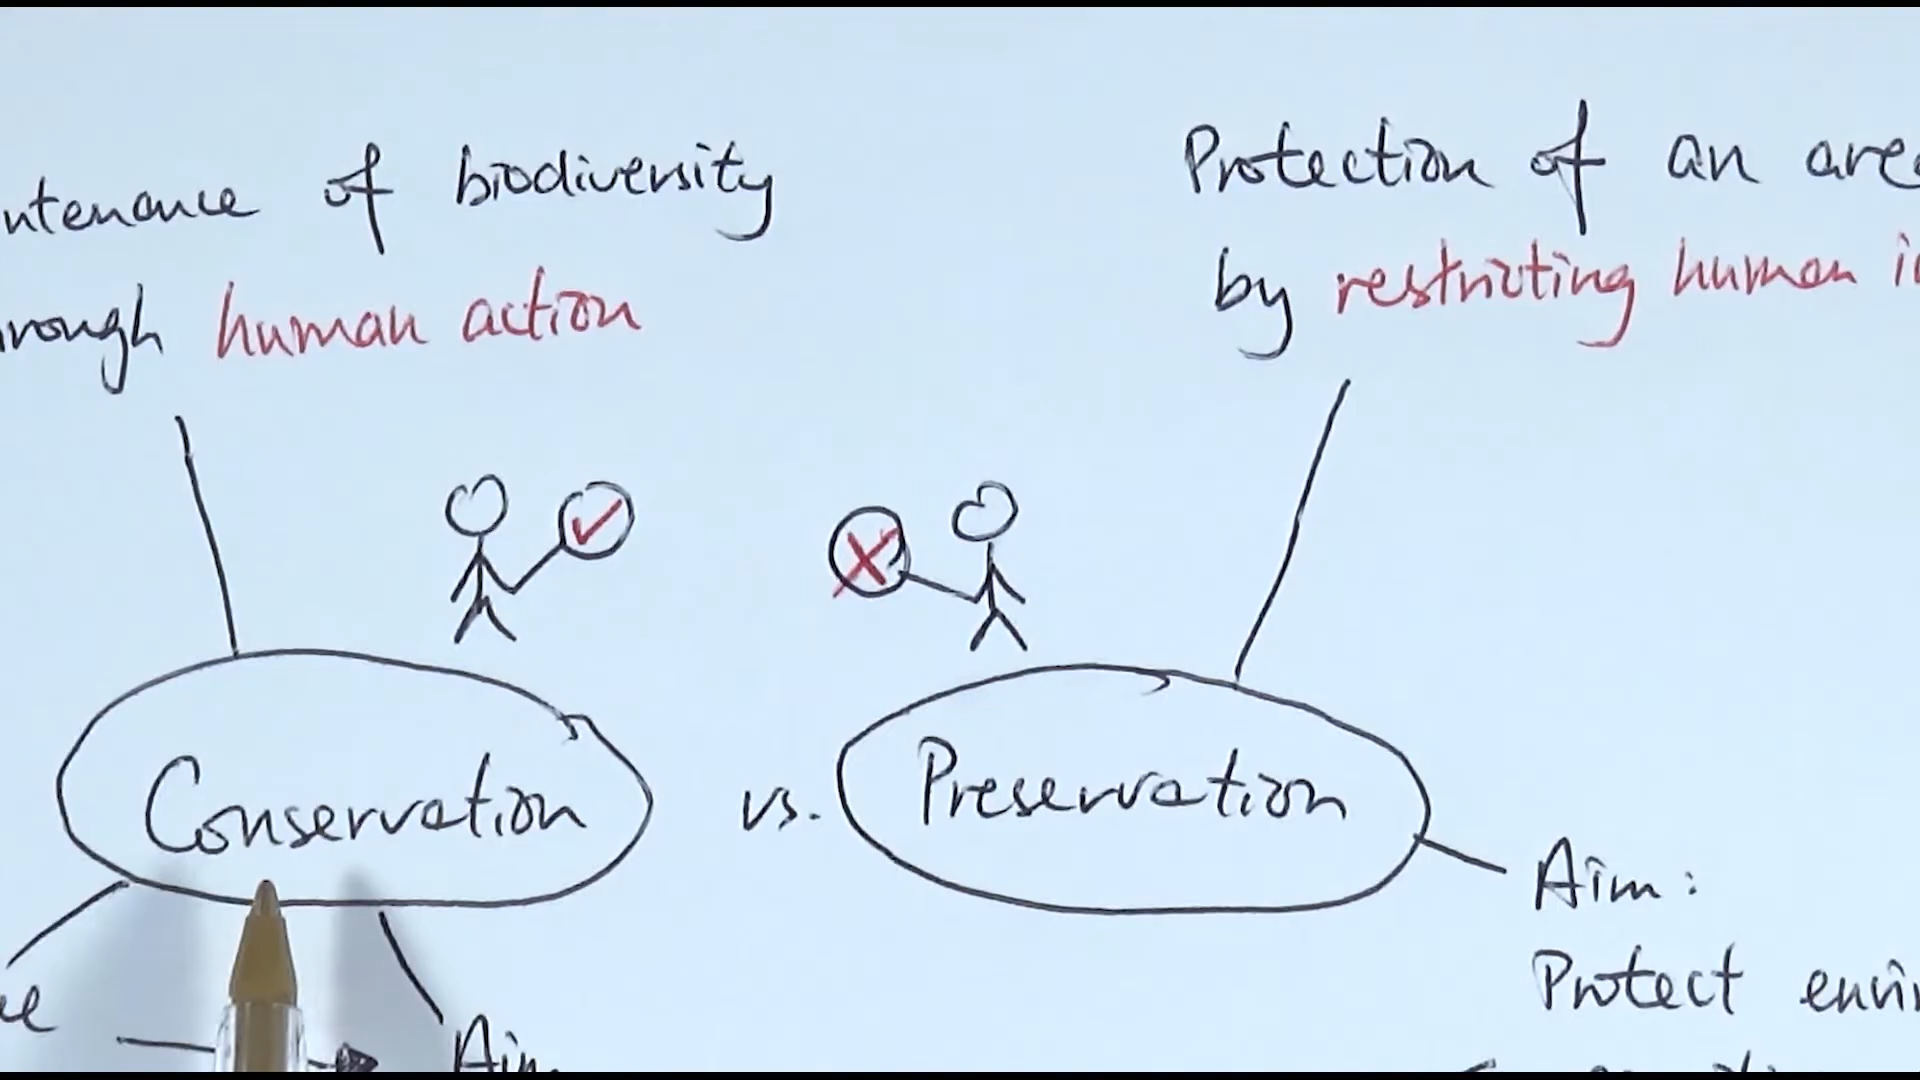 ntenance of biodiversity
rough human action
Protection of an are
by restricting human i
Conservation
vs.
Preservation
Aim:
Protect envi
Aim